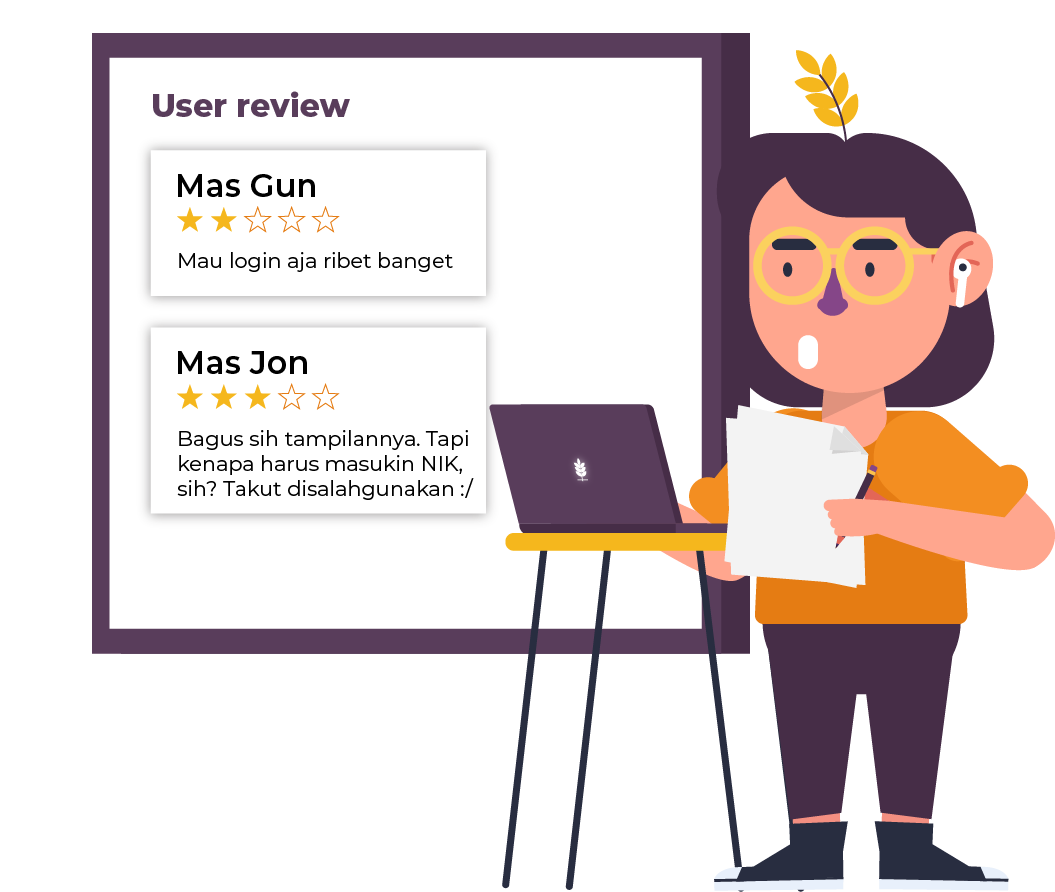 User review
Mas Gun
Mau login aja ribet banget
Mas Jon
Bagus sih tampilannya. Tapi
kenapa harus masukin NIK,
sih? Takut disalahgunakan :/